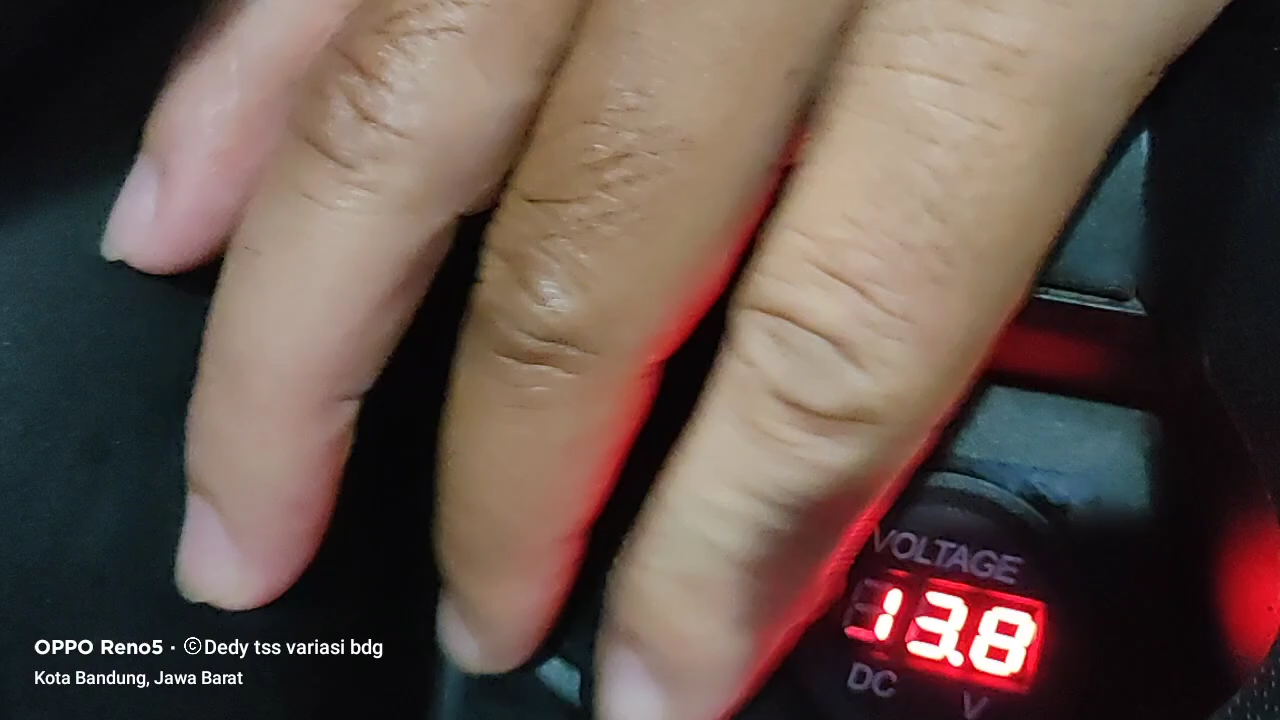 VOLTAGE
13.8
DC
V
OPPO Reno5 · ©Dedy tss variasi bdg
Kota Bandung, Jawa Barat